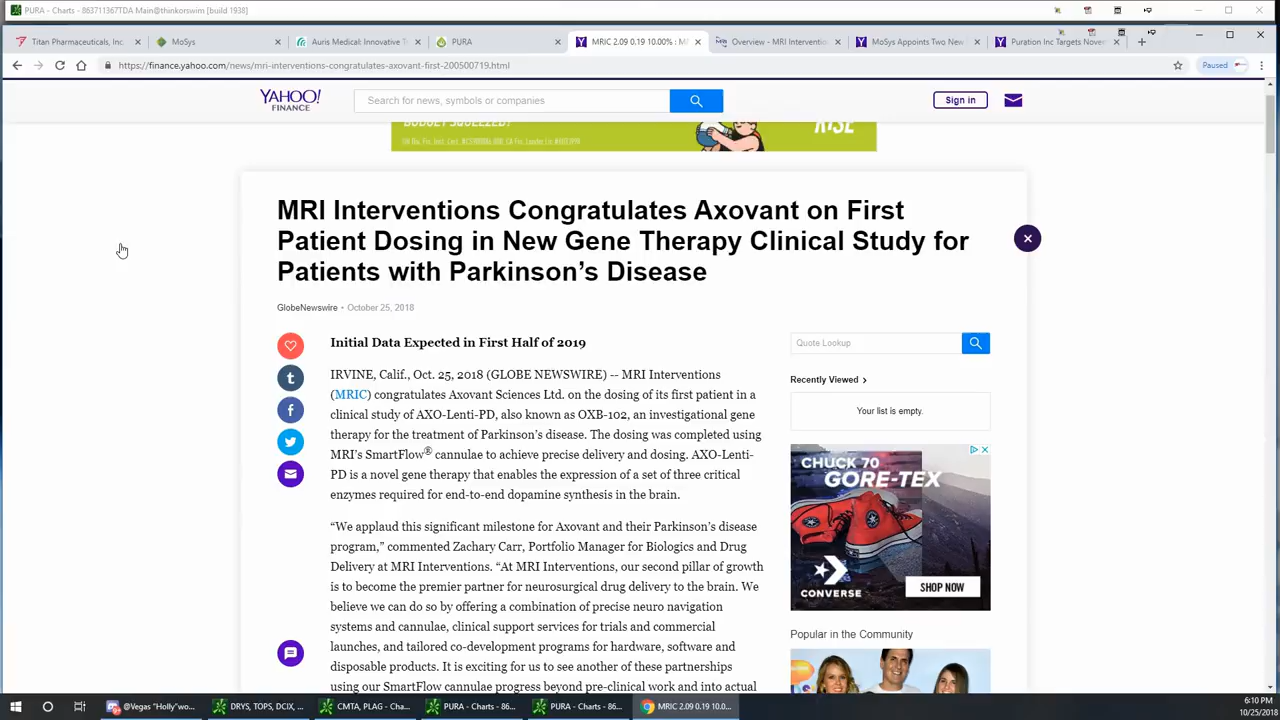 PURA - Charts - 863711367TDA Main@thinkorswim [build 1938]
Titan Pharmaceuticals, Inc.
MoSys
Auris Medical: Innovative T
PURA
MRIC 2.09 0.19 10.00% : M
Overview - MRI Interventio
MoSys Appoints Two New
Puration Inc Targets Nove
https://finance.yahoo.com/news/mri-interventions-congratulates-axovant-first-200500719.html
Paused
YAHOO!
FINANCE
Search for news, symbols or companies
Sign in
BUDGET SQUEEZED?
RISE
MRI Interventions Congratulates Axovant on First
Patient Dosing in New Gene Therapy Clinical Study for
Patients with Parkinson’s Disease
GlobeNewswire • October 25, 2018
Initial Data Expected in First Half of 2019
IRVINE, Calif., Oct. 25, 2018 (GLOBE NEWSWIRE) -- MRI Interventions
(MRIC) congratulates Axovant Sciences Ltd. on the dosing of its first patient in a
clinical study of AXO-Lenti-PD, also known as OXB-102, an investigational gene
therapy for the treatment of Parkinson’s disease. The dosing was completed using
MRI’s SmartFlow® cannulae to achieve precise delivery and dosing. AXO-Lenti-
PD is a novel gene therapy that enables the expression of a set of three critical
enzymes required for end-to-end dopamine synthesis in the brain.
“We applaud this significant milestone for Axovant and their Parkinson’s disease
program,” commented Zachary Carr, Portfolio Manager for Biologics and Drug
Delivery at MRI Interventions. “At MRI Interventions, our second pillar of growth
is to become the premier partner for neurosurgical drug delivery to the brain. We
believe we can do so by offering a combination of precise neuro navigation
systems and cannulae, clinical support services for trials and commercial
launches, and tailored co-development programs for hardware, software and
disposable products. It is exciting for us to see another of these partnerships
using our SmartFlow cannulae progress beyond pre-clinical work and into actual
Quote Lookup
Recently Viewed
Your list is empty.
CHUCK 70
GORE-TEX
CONVERSE
SHOP NOW
Popular in the Community
@Vegas "Holly"wo...
DRYS, TOPS, DCIX, ...
CMTA, PLAG - Cha...
PURA - Charts - 86...
PURA - Charts - 86...
MRIC 2.09 0.19 10.0...
6:10 PM
10/25/2018